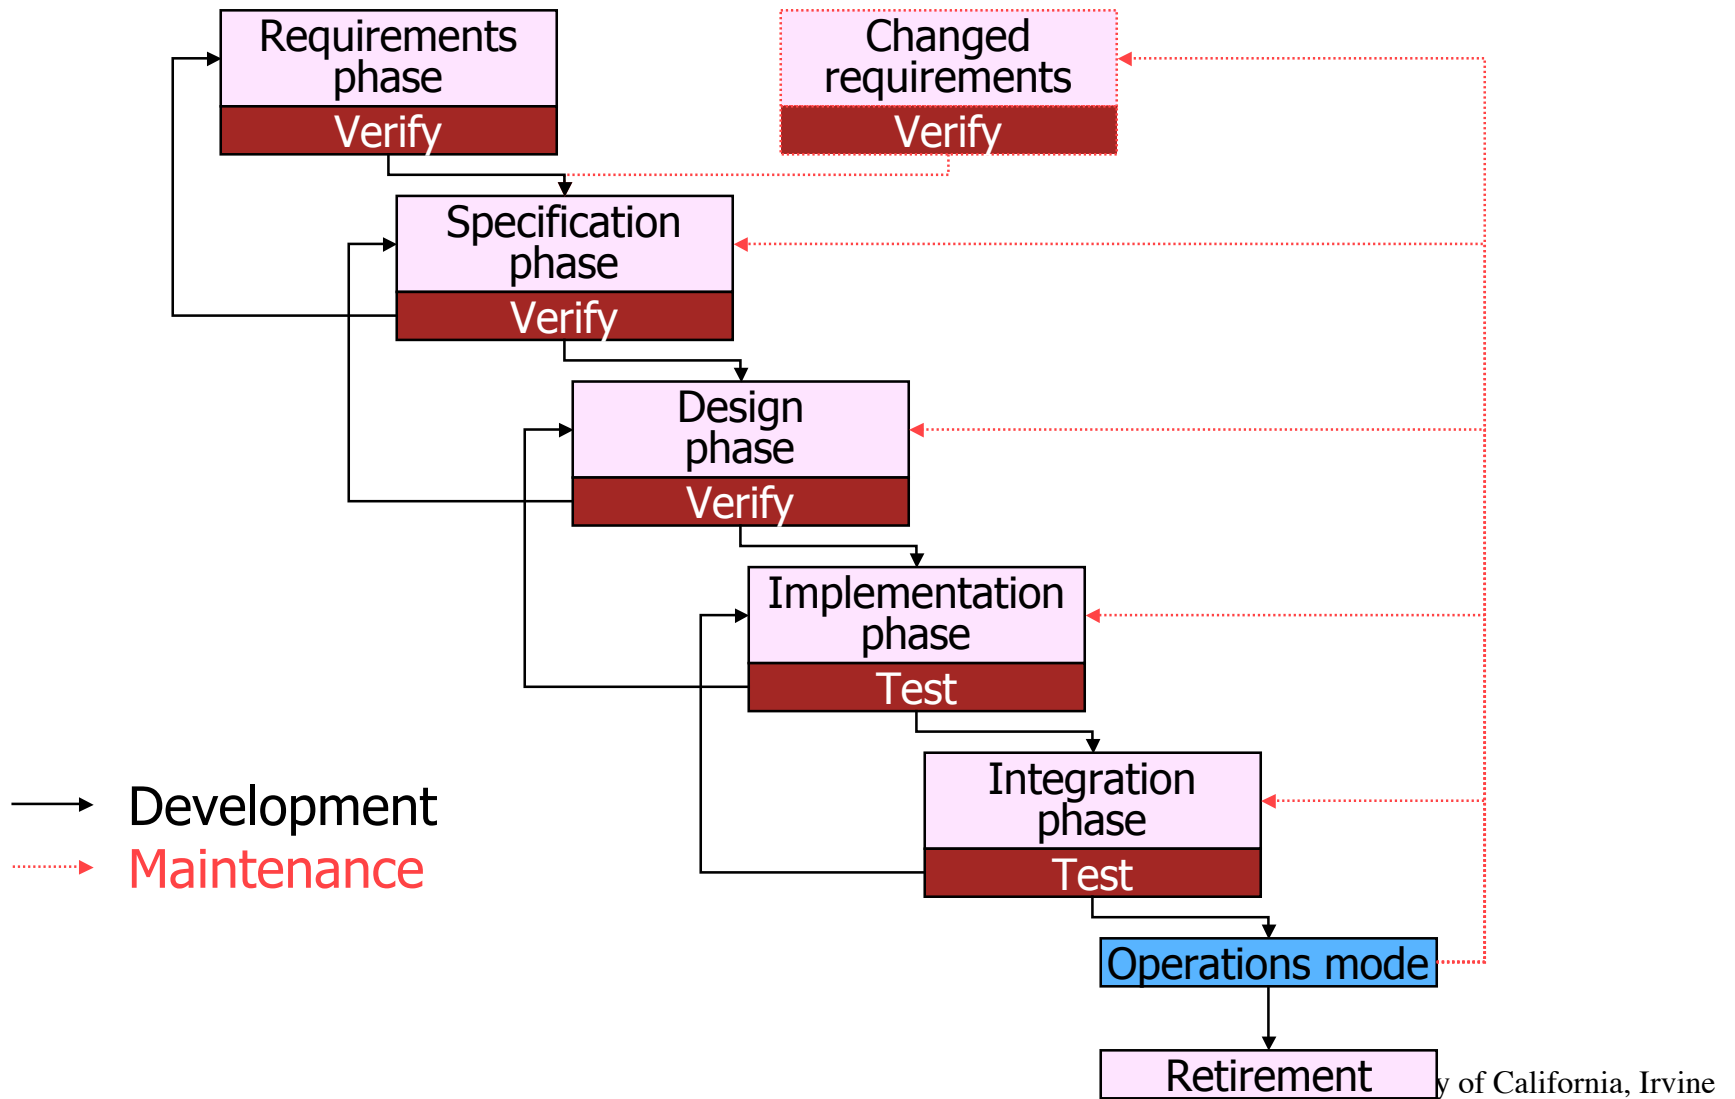 Requirements
phase
Verify
Changed
requirements
Verify
Specification
phase
Verify
Design
phase
Verify
Implementation
phase
Test
Integration
phase
Test
Development
Maintenance
Operations mode
Retirement
of California, Irvine